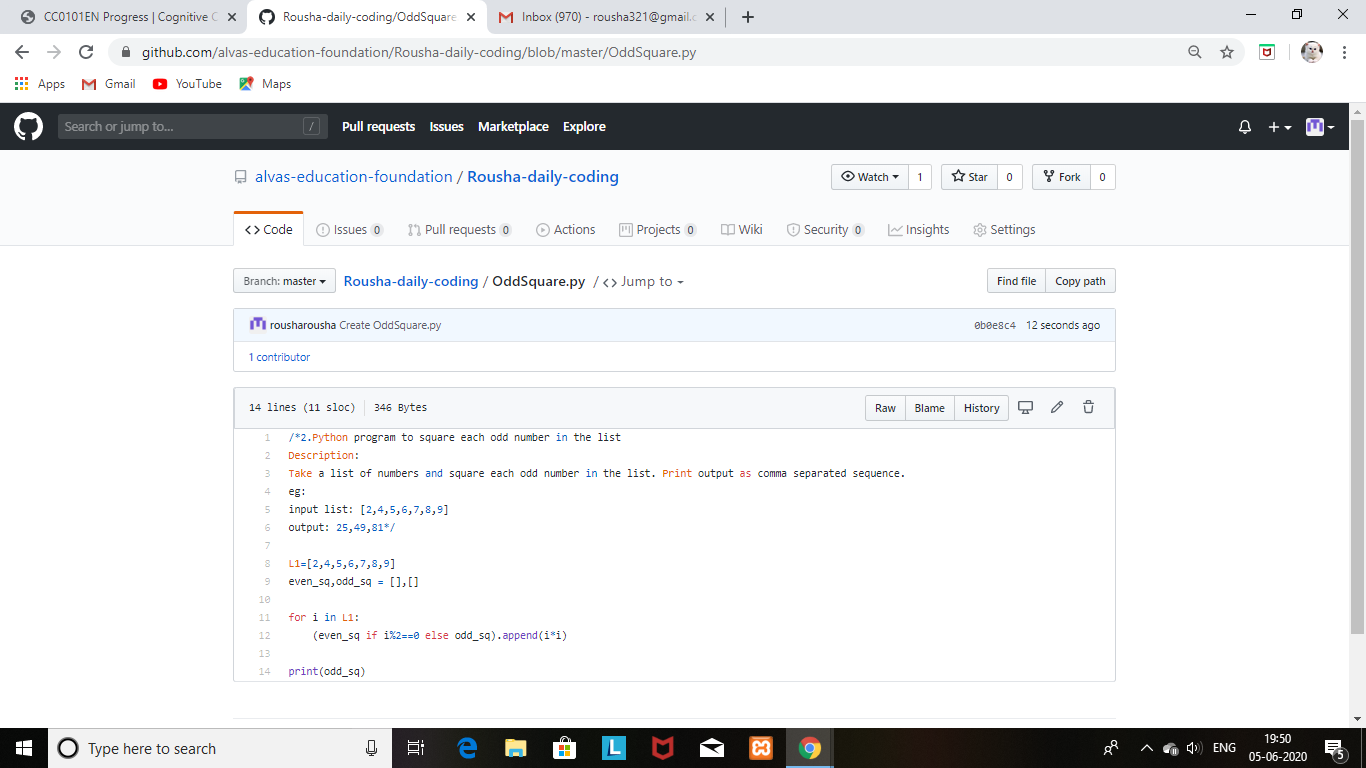 CC0101EN Progress | Cognitive C
Rousha-daily-coding/OddSquare
Inbox (970) - rousha321@gmail.c
github.com/alvas-education-foundation/Rousha-daily-coding/blob/master/OddSquare.py
Apps Gmail YouTube Maps
Search or jump to... /
Pull requests Issues Marketplace Explore
alvas-education-foundation / Rousha-daily-coding
Watch 1 Star 0 Fork 0
Code Issues 0 Pull requests 0 Actions Projects 0 Wiki Security 0 Insights Settings
Branch: master Rousha-daily-coding / OddSquare.py / <> Jump to
Find file Copy path
rousharousha Create OddSquare.py 0b0e8c4 12 seconds ago
1 contributor
14 lines (11 sloc) 346 Bytes Raw Blame History
1 /*2.Python program to square each odd number in the list
2 Description:
3 Take a list of numbers and square each odd number in the list. Print output as comma separated sequence.
4 eg:
5 input list: [2,4,5,6,7,8,9]
6 output: 25,49,81*/
7
8 L1=[2,4,5,6,7,8,9]
9 even_sq,odd_sq = [],[]
10
11 for i in L1:
12 (even_sq if i%2==0 else odd_sq).append(i*i)
13
14 print(odd_sq)
Type here to search
L
ENG
19:50
05-06-2020
5